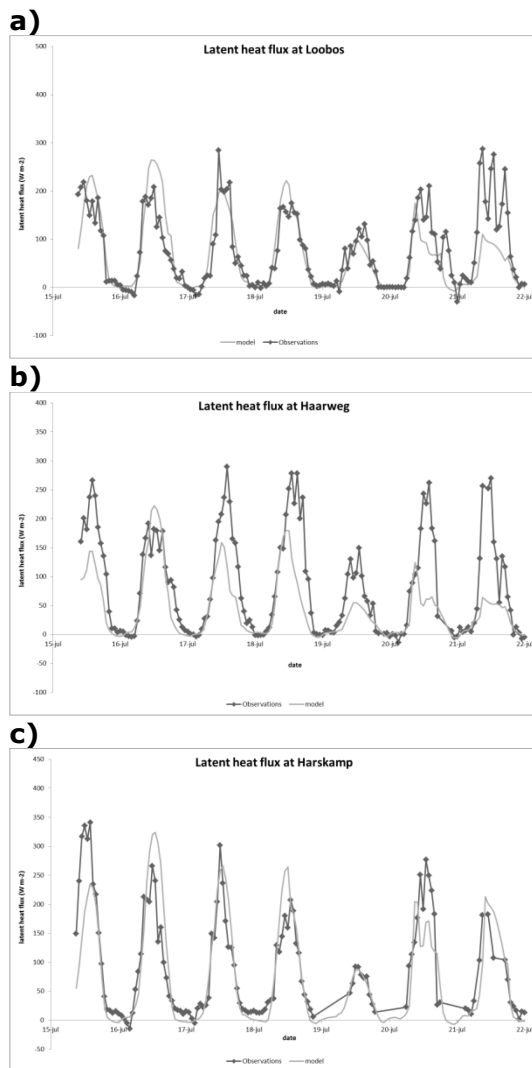 a)
Latent heat flux at Loobos
500
400
300
200
100
0
-100
latent heat flux (W m-2)
15-jul 16-jul 17-jul 18-jul 19-jul 20-jul 21-jul 22-jul
date
model Observations
b)
Latent heat flux at Haarweg
400
350
300
250
200
150
100
50
0
-50
-100
latent heat flux (W m-2)
15-jul 16-jul 17-jul 18-jul 19-jul 20-jul 21-jul 22-jul
date
Observations model
c)
Latent heat flux at Harskamp
450
400
350
300
250
200
150
100
50
0
-50
latent heat flux (W m-2)
15-jul 16-jul 17-jul 18-jul 19-jul 20-jul 21-jul 22-jul
date
Observations model